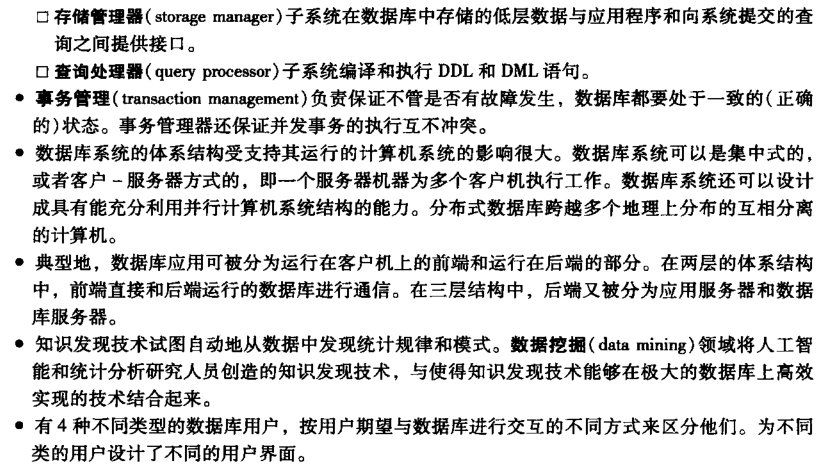 □ 存储管理器(storage manager)子系统在数据库中存储的低层数据与应用程序和向系统提交的查
询之间提供接口。
□ 查询处理器(query processor)子系统编译和执行 DDL 和 DML 语句。
● 事务管理(transaction management)负责保证不管是否有故障发生，数据库都要处于一致的(正确
的)状态。事务管理器还保证并发事务的执行互不冲突。
● 数据库系统的体系结构受支持其运行的计算机系统的影响很大。数据库系统可以是集中式的，
或者客户－服务器方式的，即一个服务器机器为多个客户机执行工作。数据库系统还可以设计
成具有能充分利用并行计算机系统结构的能力。分布式数据库跨越多个地理上分布的互相分离
的计算机。
● 典型地，数据库应用可被分为运行在客户机上的前端和运行在后端的部分。在两层的体系结构
中，前端直接和后端运行的数据库进行通信。在三层结构中，后端又被分为应用服务器和数据
库服务器。
● 知识发现技术试图自动地从数据中发现统计规律和模式。数据挖掘(data mining)领域将人工智
能和统计分析研究人员创造的知识发现技术，与使得知识发现技术能够在极大的数据库上高效
实现的技术结合起来。
● 有 4 种不同类型的数据库用户，按用户期望与数据库进行交互的不同方式来区分他们。为不同
类的用户设计了不同的用户界面。